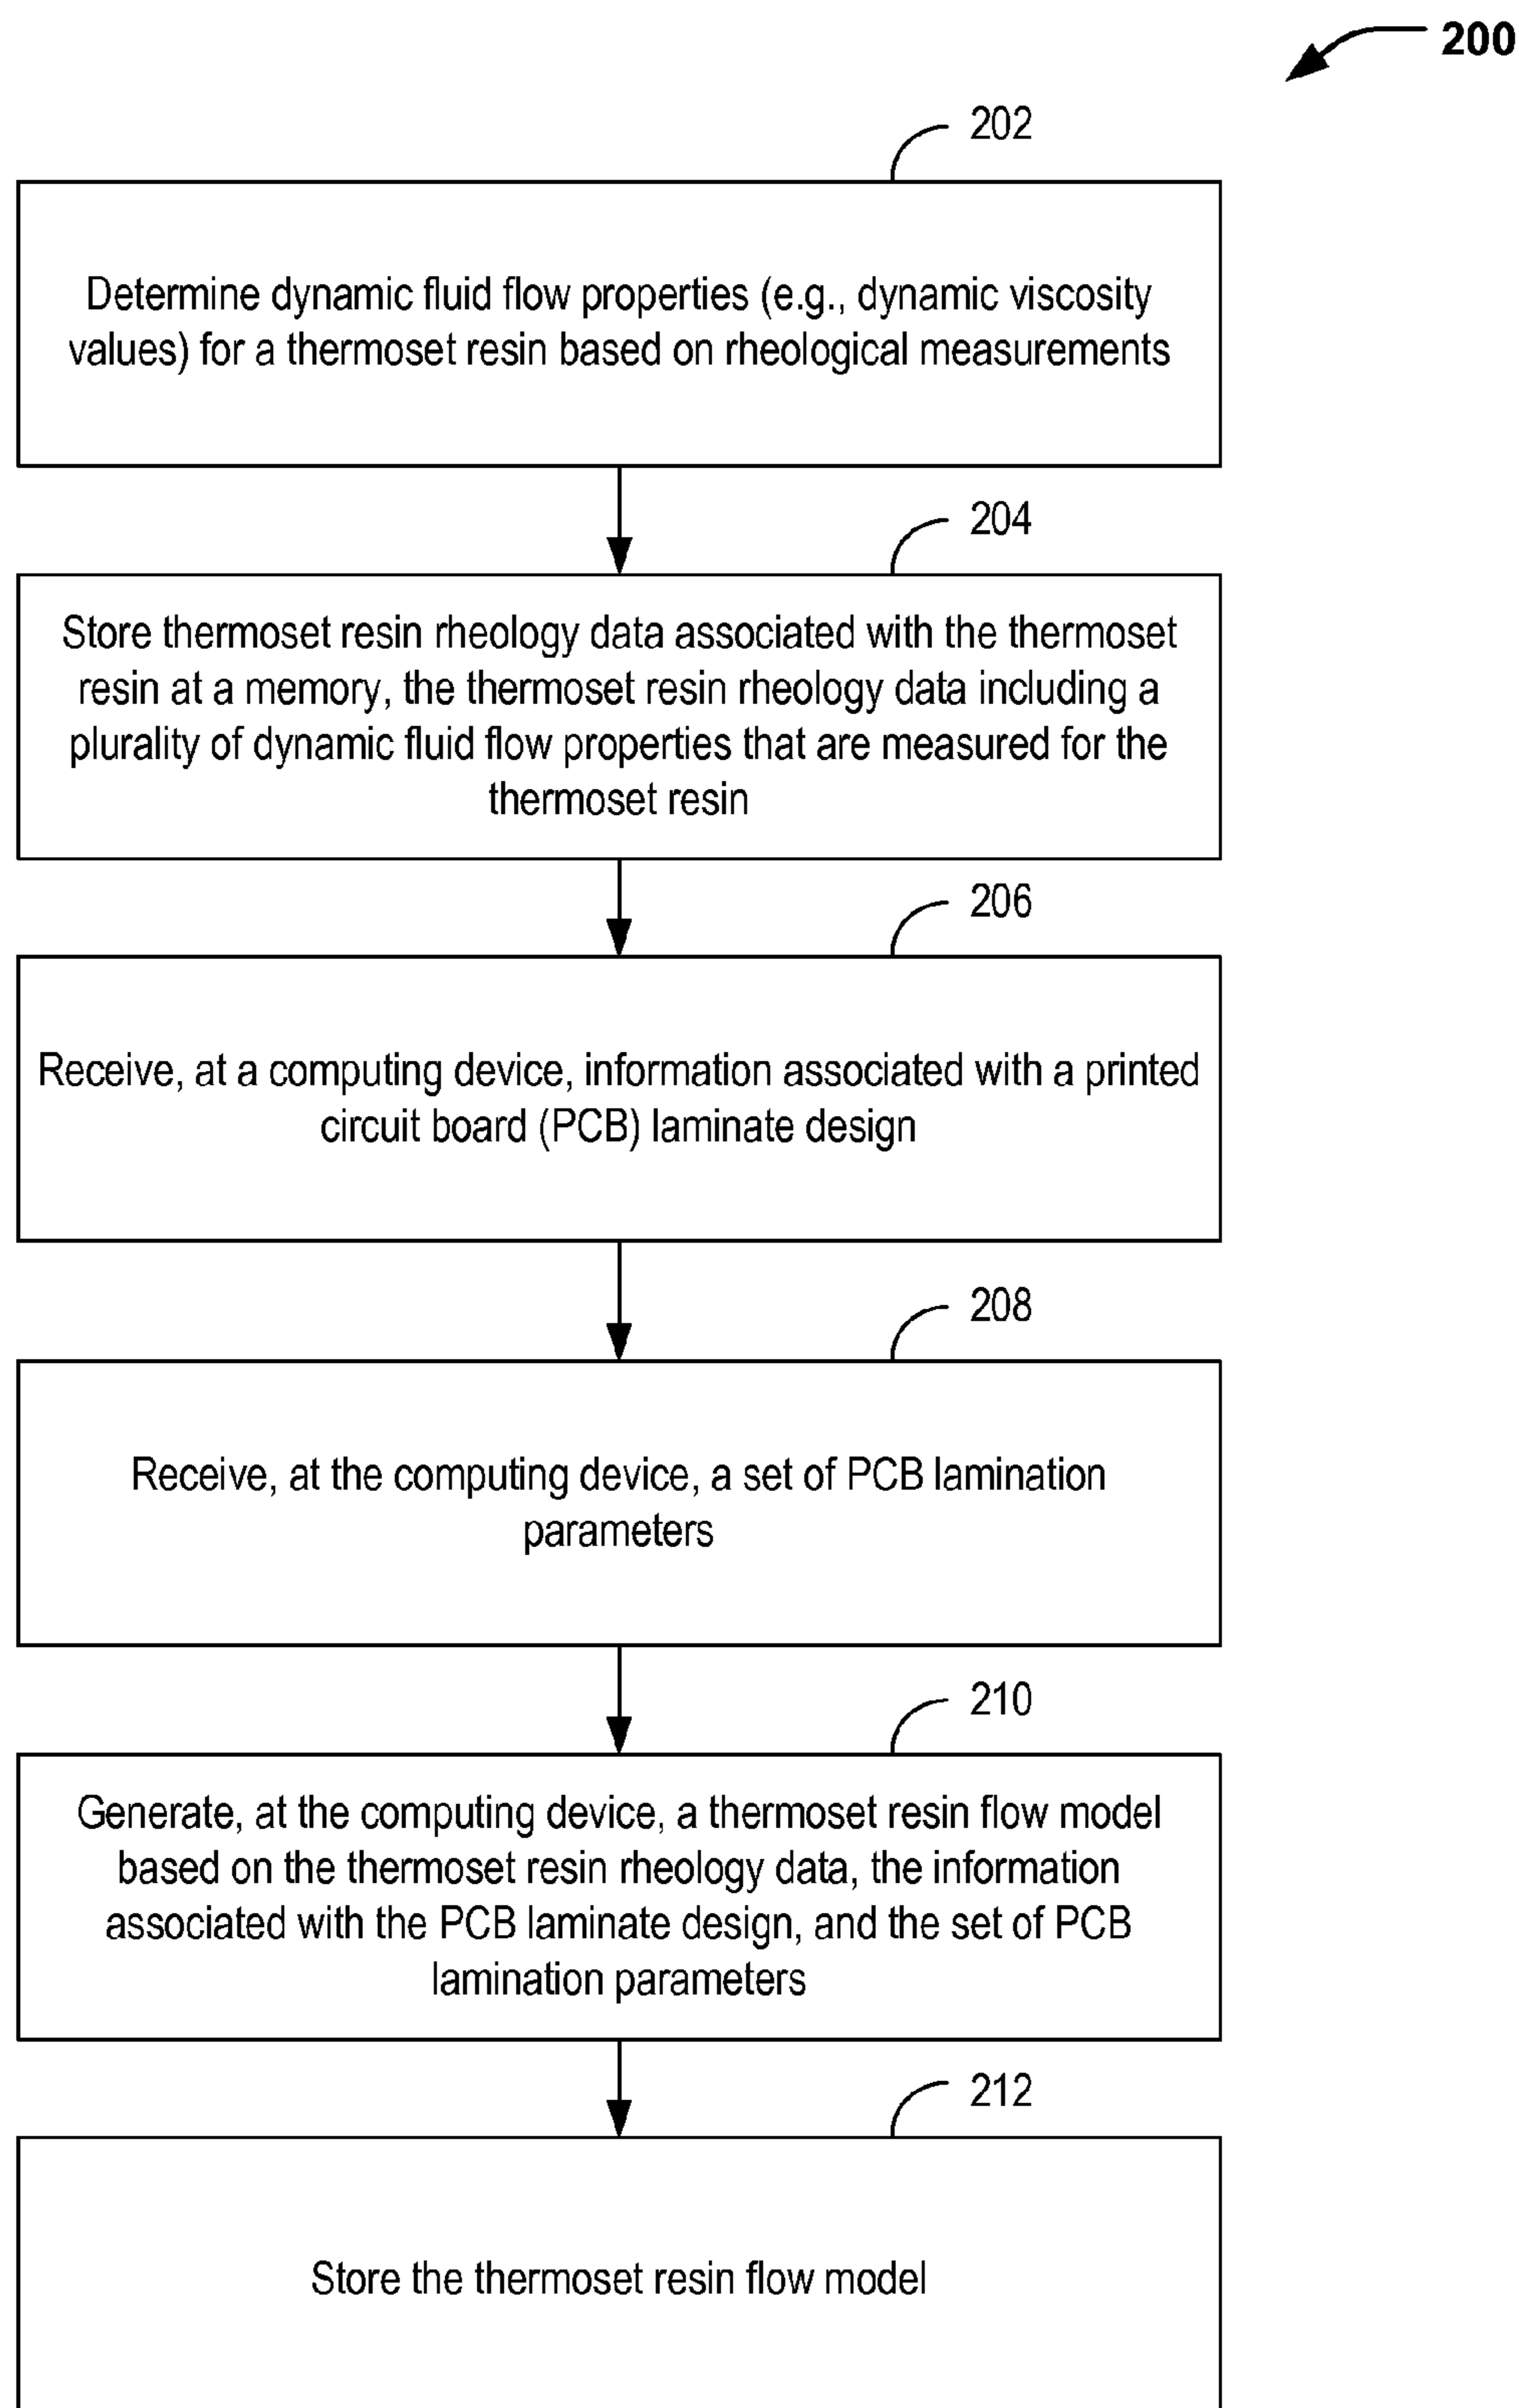 200
202
Determine dynamic fluid flow properties (e.g., dynamic viscosity
values) for a thermoset resin based on rheological measurements
204
Store thermoset resin rheology data associated with the thermoset
resin at a memory, the thermoset resin rheology data including a
plurality of dynamic fluid flow properties that are measured for the
thermoset resin
206
Receive, at a computing device, information associated with a printed
circuit board (PCB) laminate design
208
Receive, at the computing device, a set of PCB lamination
parameters
210
Generate, at the computing device, a thermoset resin flow model
based on the thermoset resin rheology data, the information
associated with the PCB laminate design, and the set of PCB
lamination parameters
212
Store the thermoset resin flow model